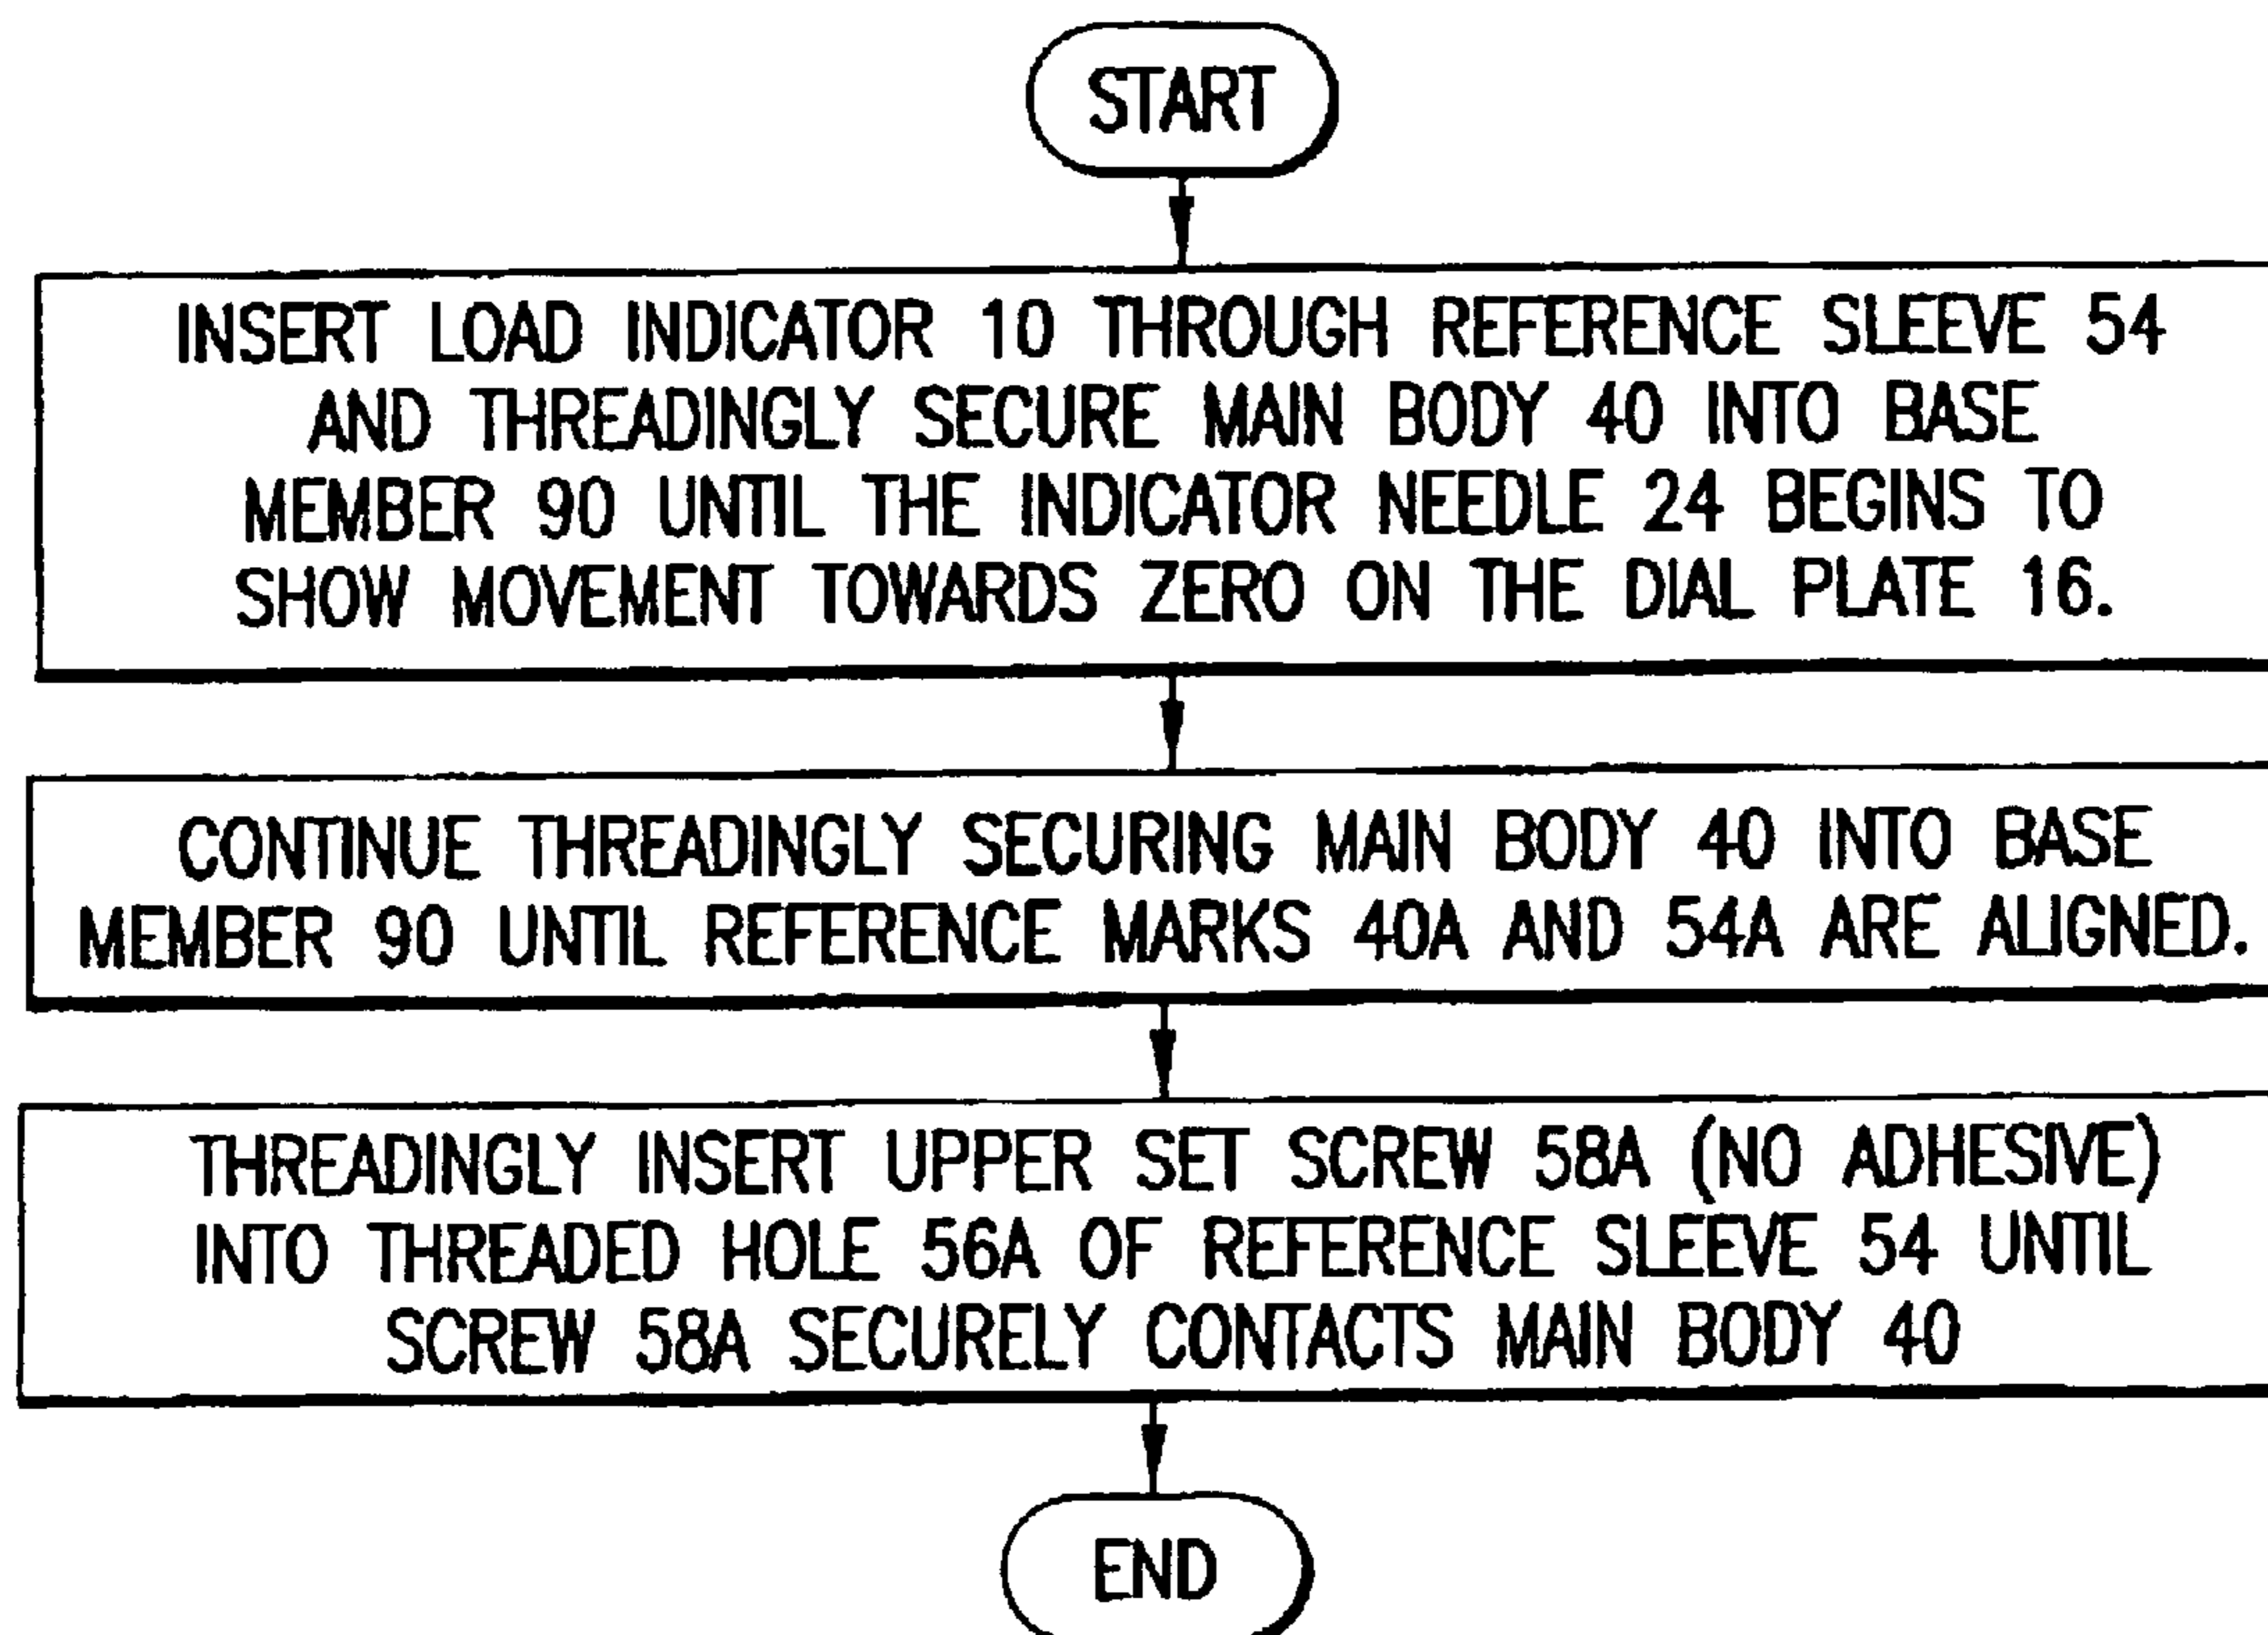 START
INSERT LOAD INDICATOR 10 THROUGH REFERENCE SLEEVE 54
AND THREADINGLY SECURE MAIN BODY 40 INTO BASE
MEMBER 90 UNTIL THE INDICATOR NEEDLE 24 BEGINS TO
SHOW MOVEMENT TOWARDS ZERO ON THE DIAL PLATE 16.
CONTINUE THREADINGLY SECURING MAIN BODY 40 INTO BASE
MEMBER 90 UNTIL REFERENCE MARKS 40A AND 54A ARE ALIGNED.
THREADINGLY INSERT UPPER SET SCREW 58A (NO ADHESIVE)
INTO THREADED HOLE 56A OF REFERENCE SLEEVE 54 UNTIL
SCREW 58A SECURELY CONTACTS MAIN BODY 40
END